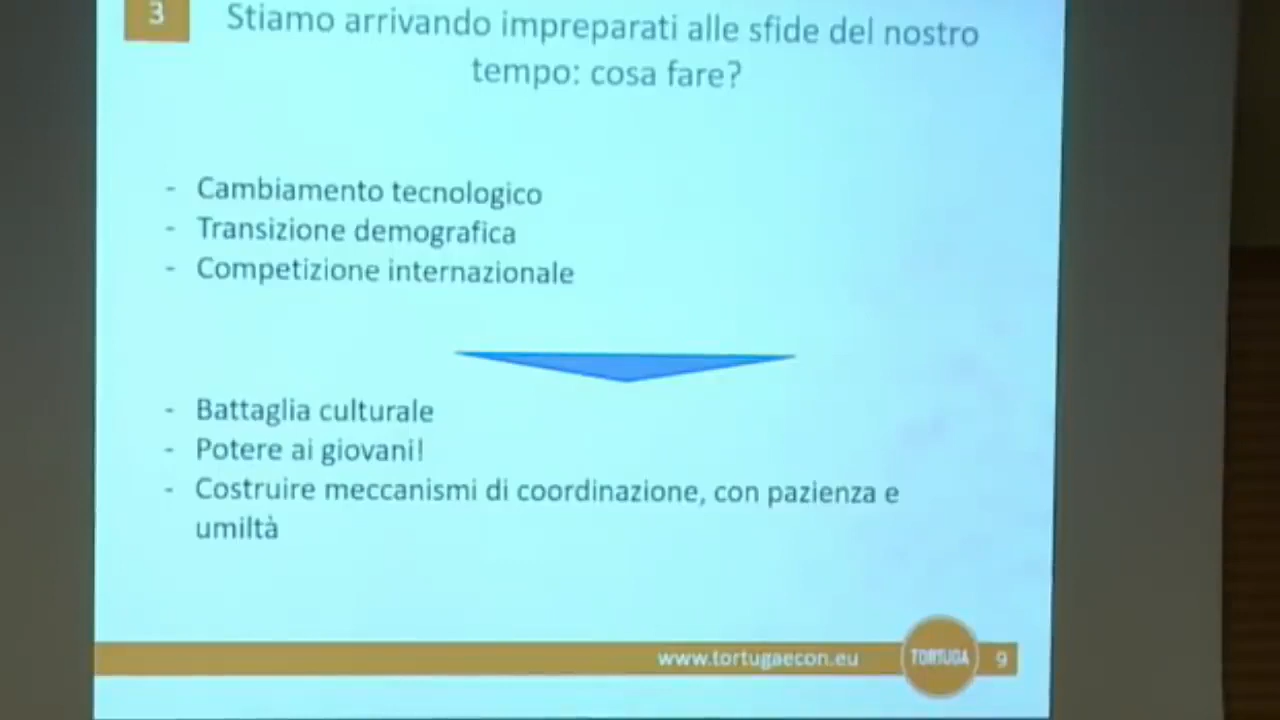 3
Stiamo arrivando impreparati alle sfide del nostro
tempo: cosa fare?
- Cambiamento tecnologico
- Transizione demografica
- Competizione internazionale
- Battaglia culturale
- Potere ai giovani!
- Costruire meccanismi di coordinazione, con pazienza e
umiltà
www.tortugaecon.eu
TORTUGA
9